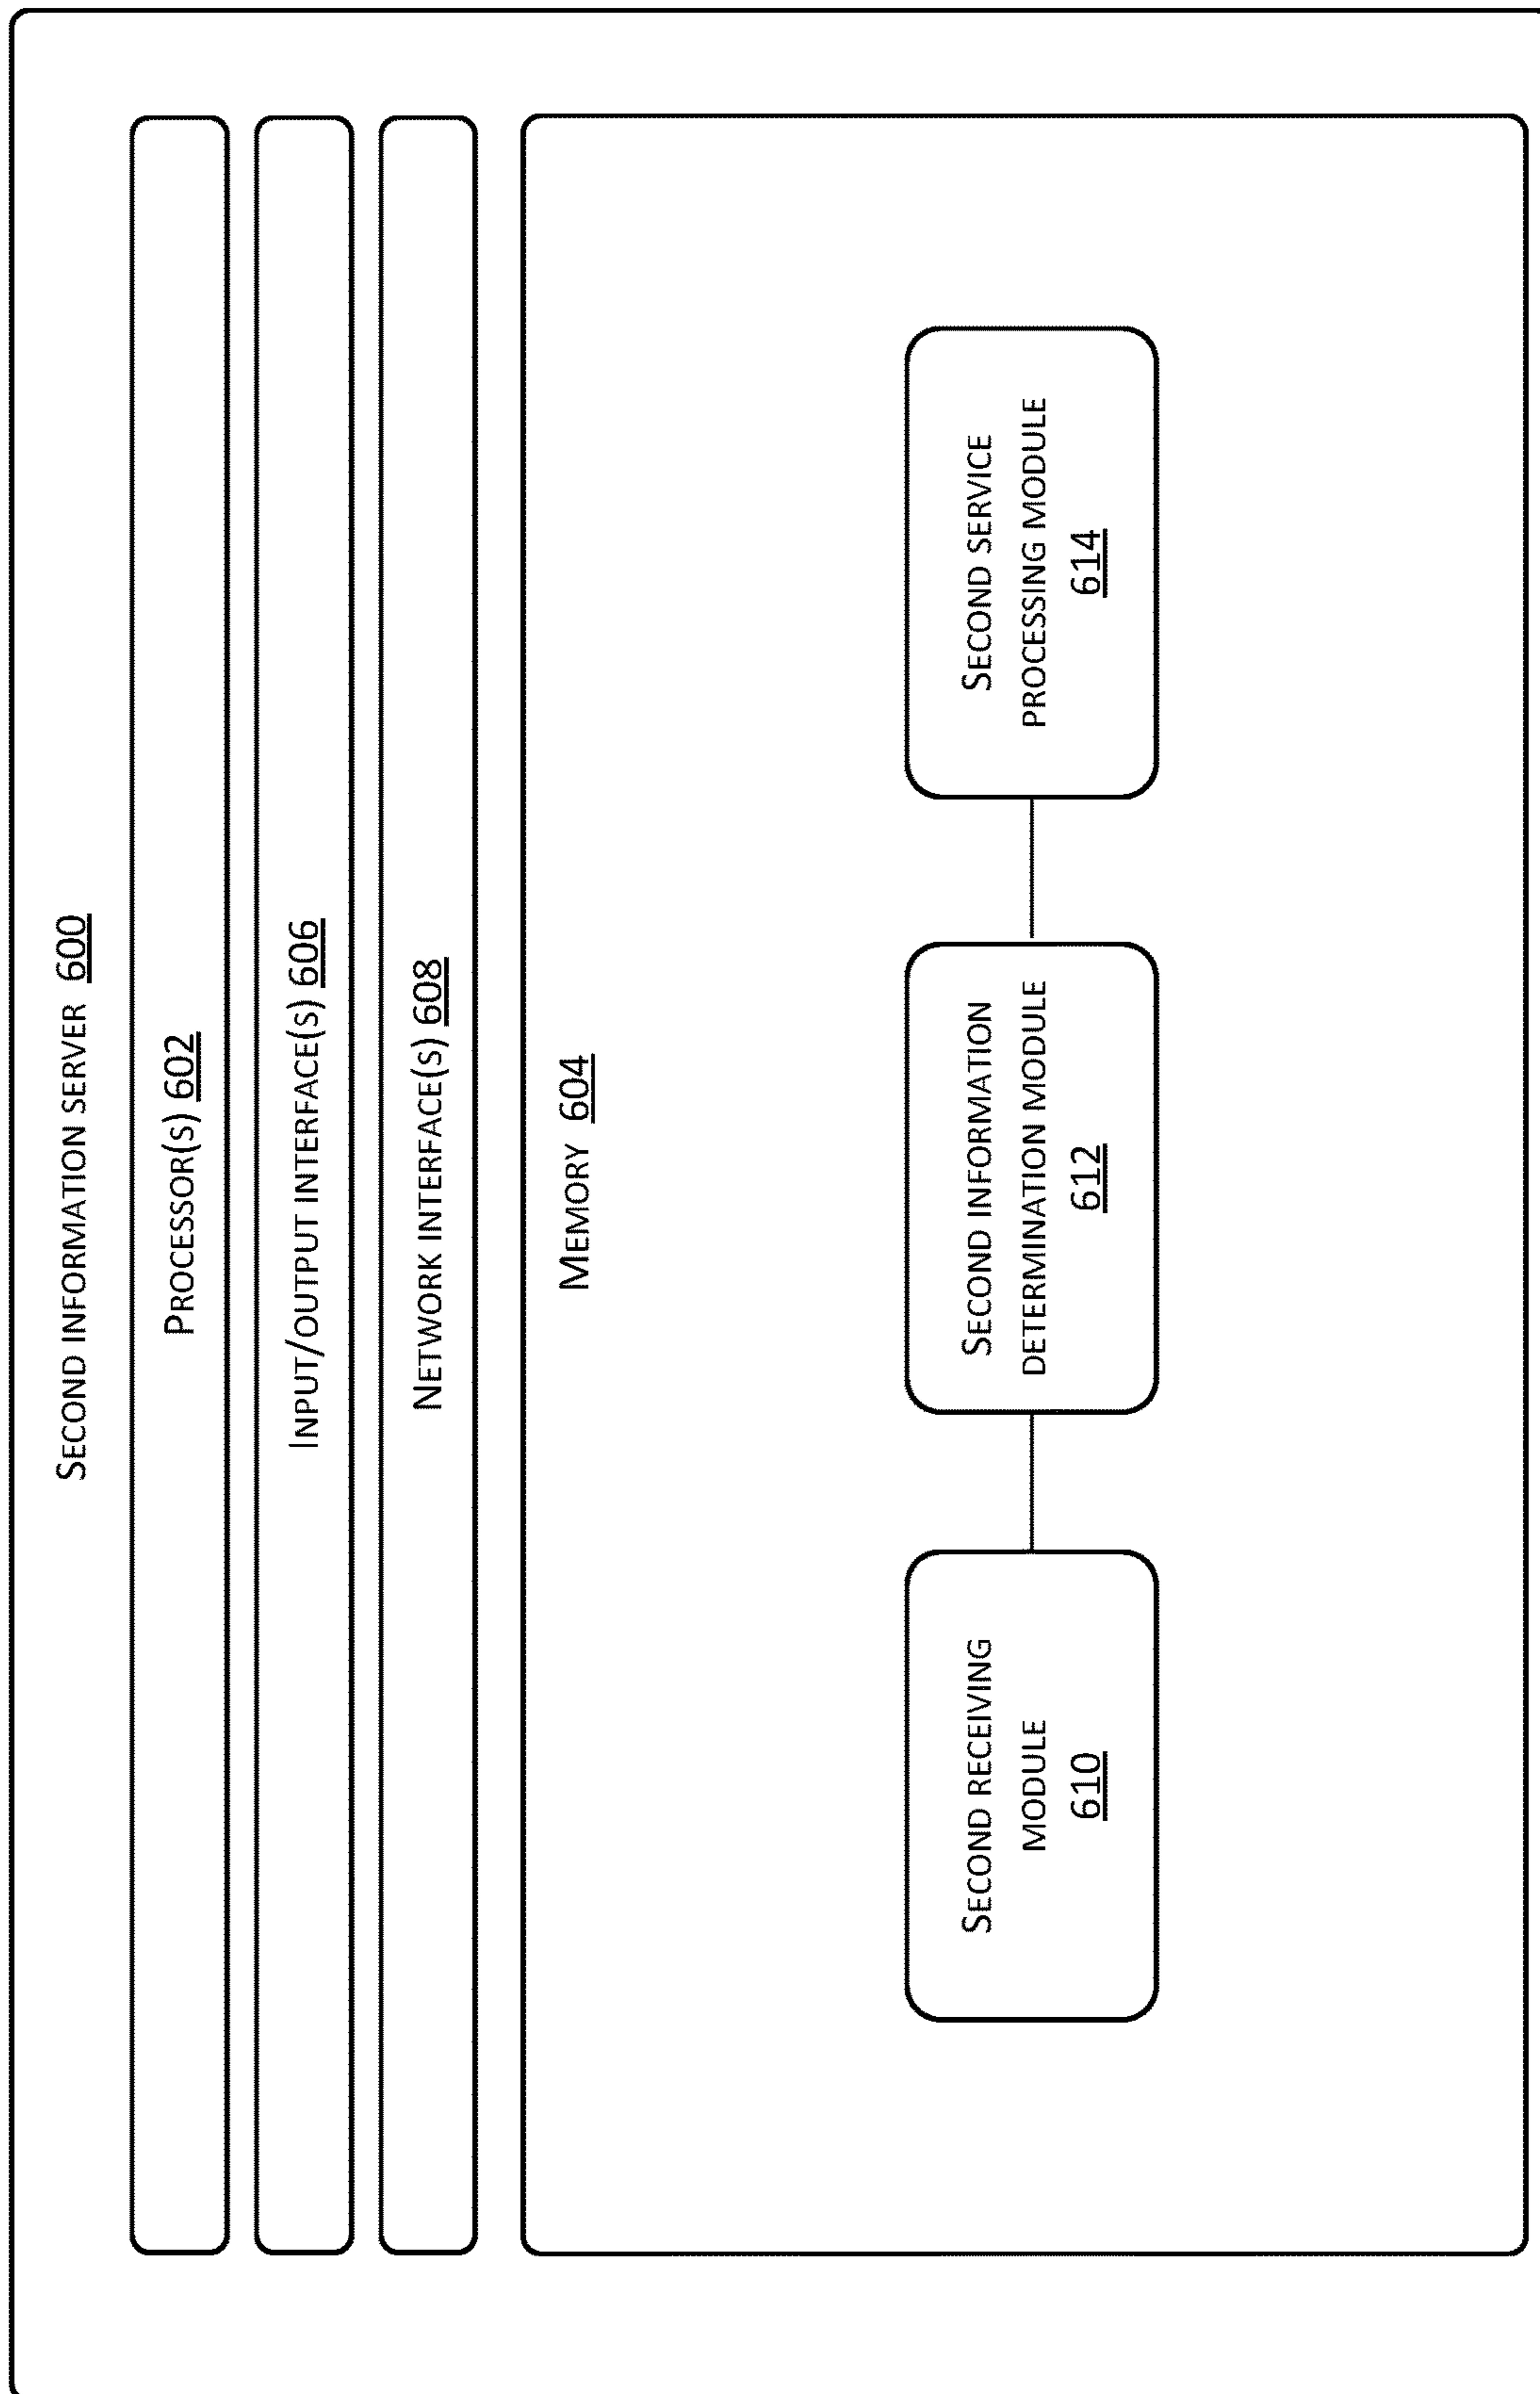 Second information server 600
Processor(s) 602
Input/output interface(s) 606
Network interface(s) 608
Memory 604
Second receiving
module
610
Second information
determination module
612
Second service
processing module
614